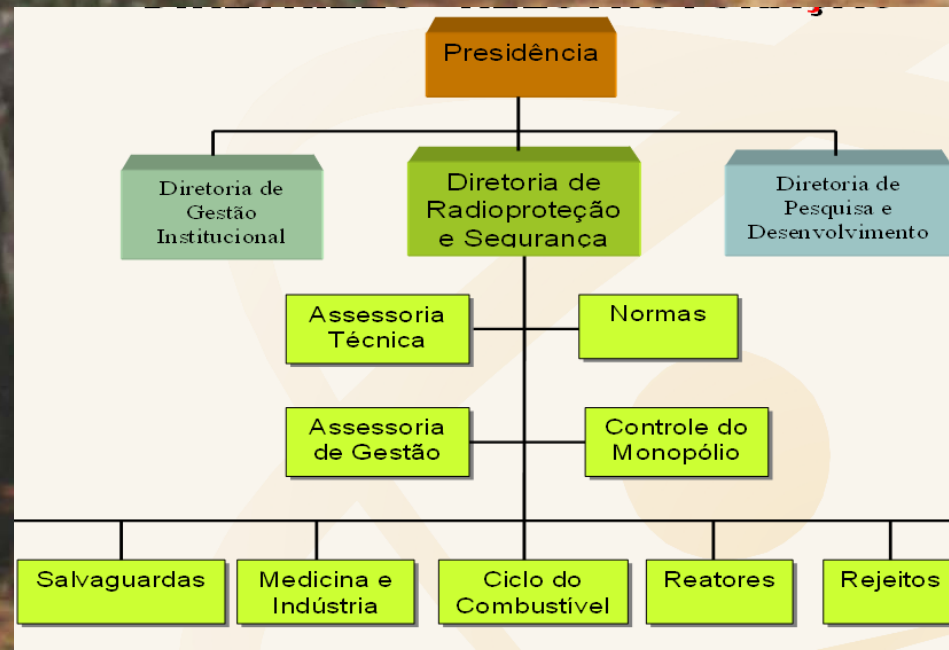 Presidência
Diretoria de
Gestão
Institucional
Diretoria de
Radioproteção
e Segurança
Diretoria de
Pesquisa e
Desenvolvimento
Assessoria
Técnica
Normas
Assessoria
de Gestão
Controle do
Monopólio
Salvaguardas
Medicina e
Indústria
Ciclo do
Combustível
Reatores
Rejeitos